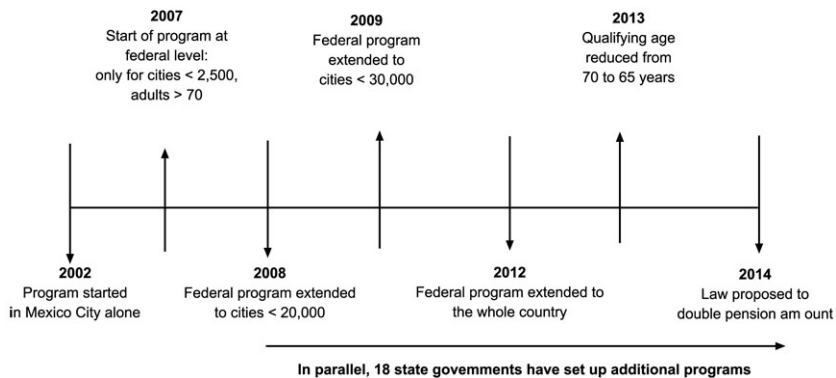 2007
Start of program at
federal level:
only for cities < 2,500,
adults > 70
2009
Federal program
extended to
cities < 30,000
2013
Qualifying age
reduced from
70 to 65 years
2002
Program started
in Mexico City alone
2008
Federal program extended
to cities < 20,000
2012
Federal program extended to
the whole country
2014
Law proposed to
double pension am ount
In parallel, 18 state govemments have set up additional programs